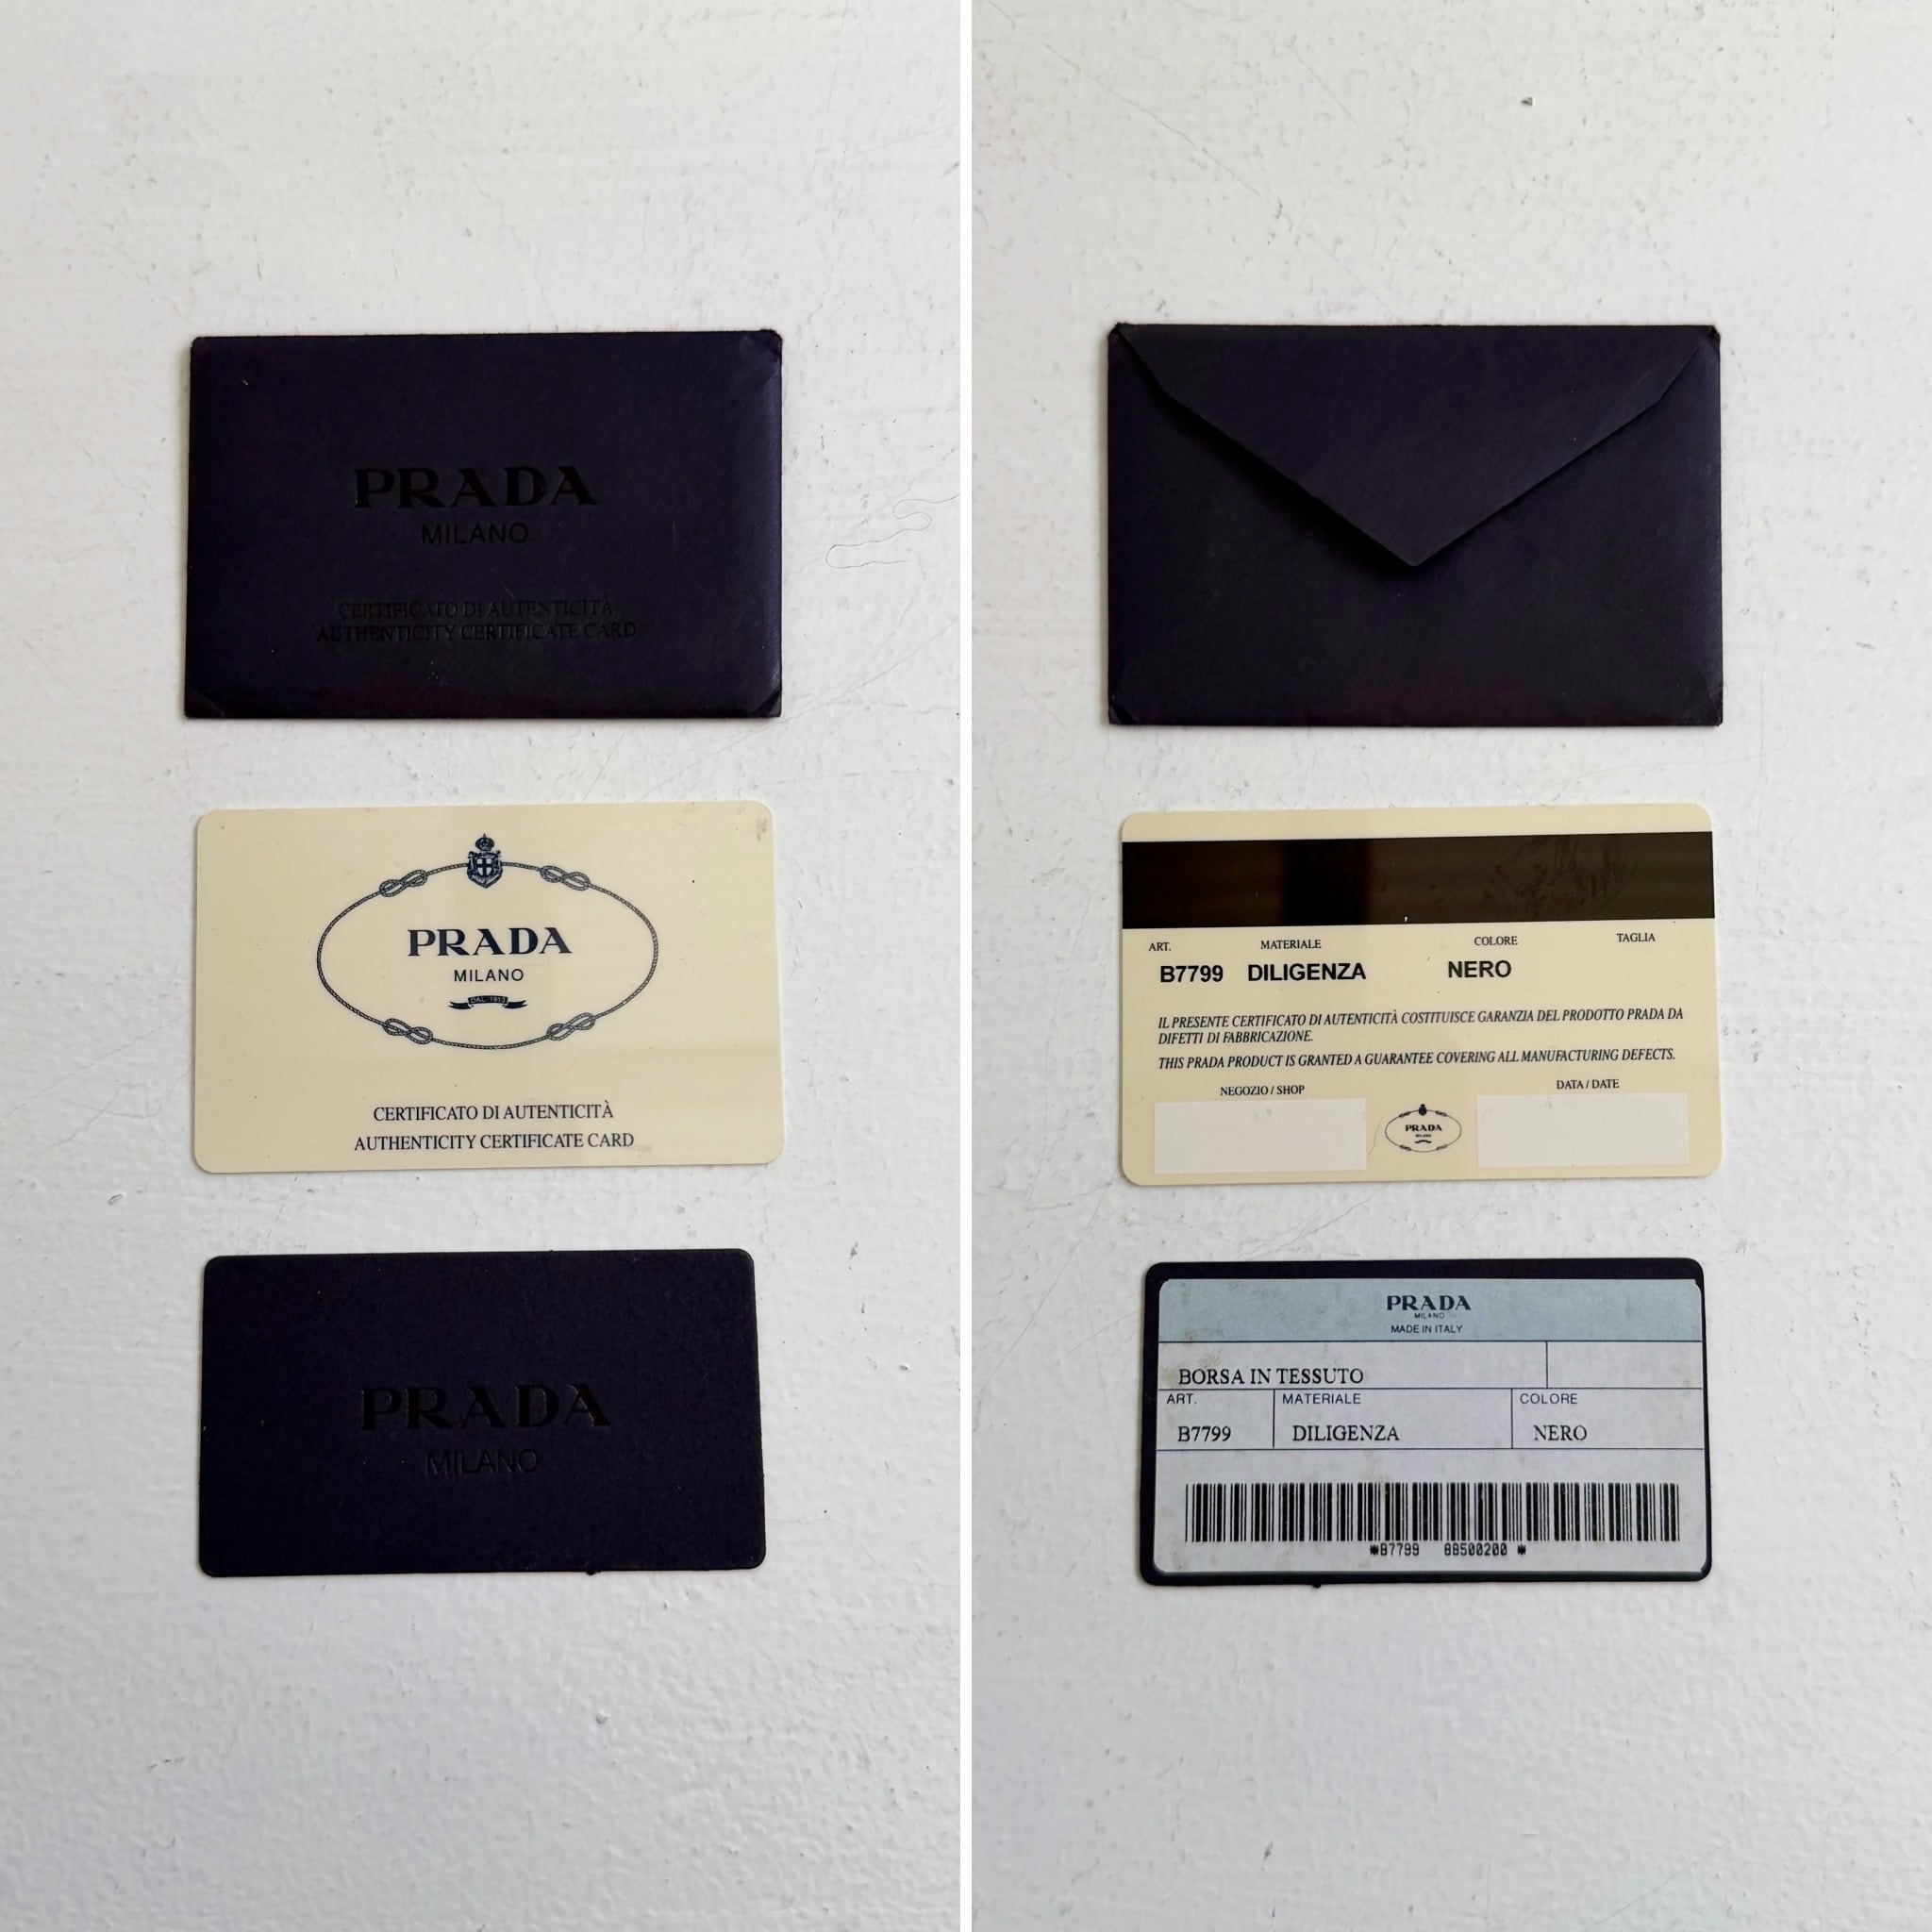 PRADA
MILANO
CERTIFICATO DI AUTENTICITÀ
AUTHENTICITY CERTIFICATE CARD
PRADA
MILANO
DAL 1913
CERTIFICATO DI AUTENTICITÀ
AUTHENTICITY CERTIFICATE CARD
PRADA
MILANO
ART. MATERIALE COLORE TAGLIA
B7799 DILIGENZA NERO
IL PRESENTE CERTIFICATO DI AUTENTICITÀ COSTITUISCE GARANZIA DEL PRODOTTO PRADA DA
DIFETTI DI FABBRICAZIONE.
THIS PRADA PRODUCT IS GRANTED A GUARANTEE COVERING ALL MANUFACTURING DEFECTS.
NEGOZIO / SHOP DATA / DATE
PRADA
MILANO
PRADA
MILANO
MADE IN ITALY
BORSA IN TESSUTO
ART. MATERIALE COLORE
B7799 DILIGENZA NERO
*B7799 88500200 *